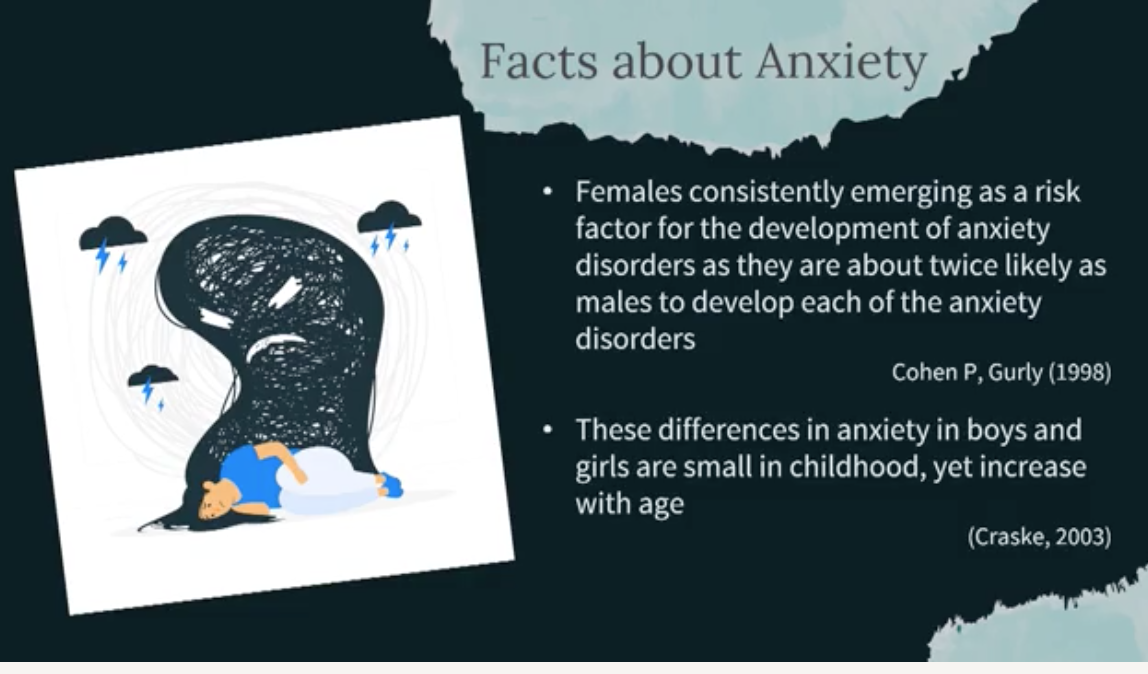 Facts about Anxiety
• Females consistently emerging as a risk
factor for the development of anxiety
disorders as they are about twice likely as
males to develop each of the anxiety
disorders
Cohen P, Gurly (1998)
• These differences in anxiety in boys and
girls are small in childhood, yet increase
with age
(Craske, 2003)